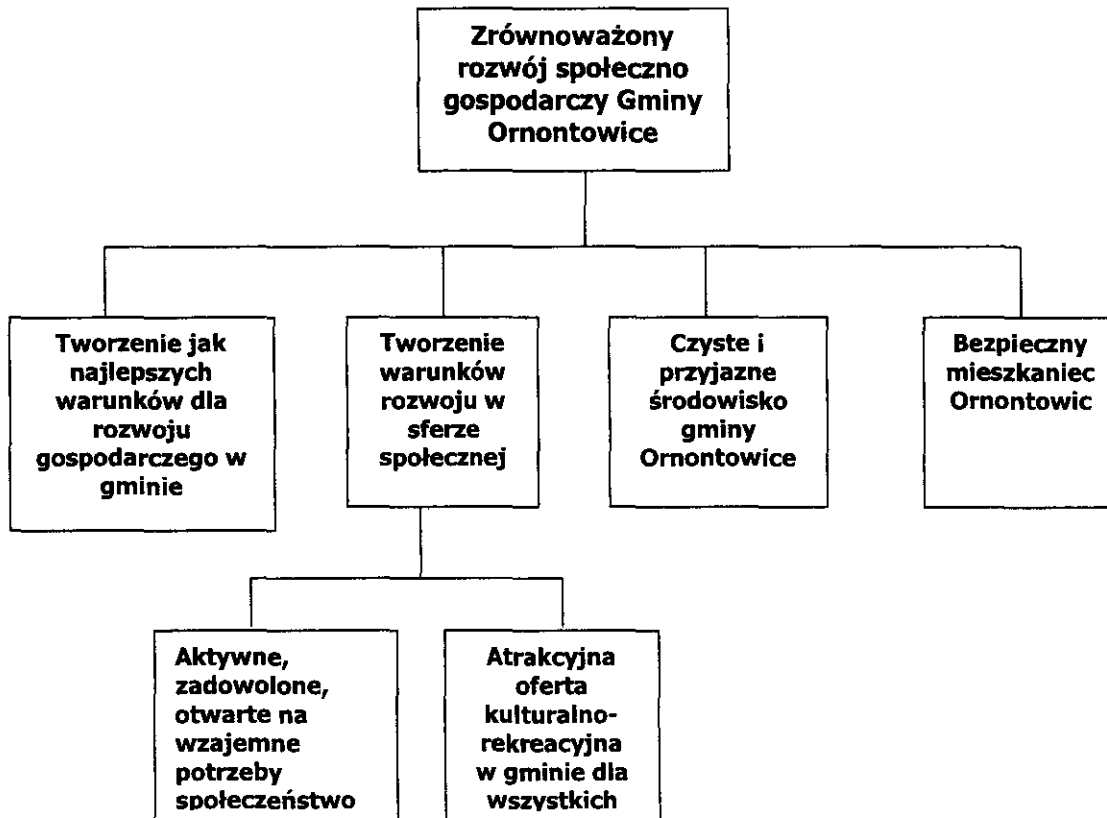 Zrównoważony
rozwój społeczno
gospodarczy Gminy
Ornontowice
Tworzenie jak
najlepszych
warunków dla
rozwoju
gospodarczego w
gminie
Tworzenie
warunków
rozwoju w
sferze
społecznej
Czyste i
przyjazne
środowisko
gminy
Ornontowice
Bezpieczny
mieszkaniec
Ornontowic
Aktywne,
zadowolone,
otwarte na
wzajemne
potrzeby
społeczeństwo
Atrakcyjna
oferta
kulturalno-
rekreacyjna
w gminie dla
wszystkich